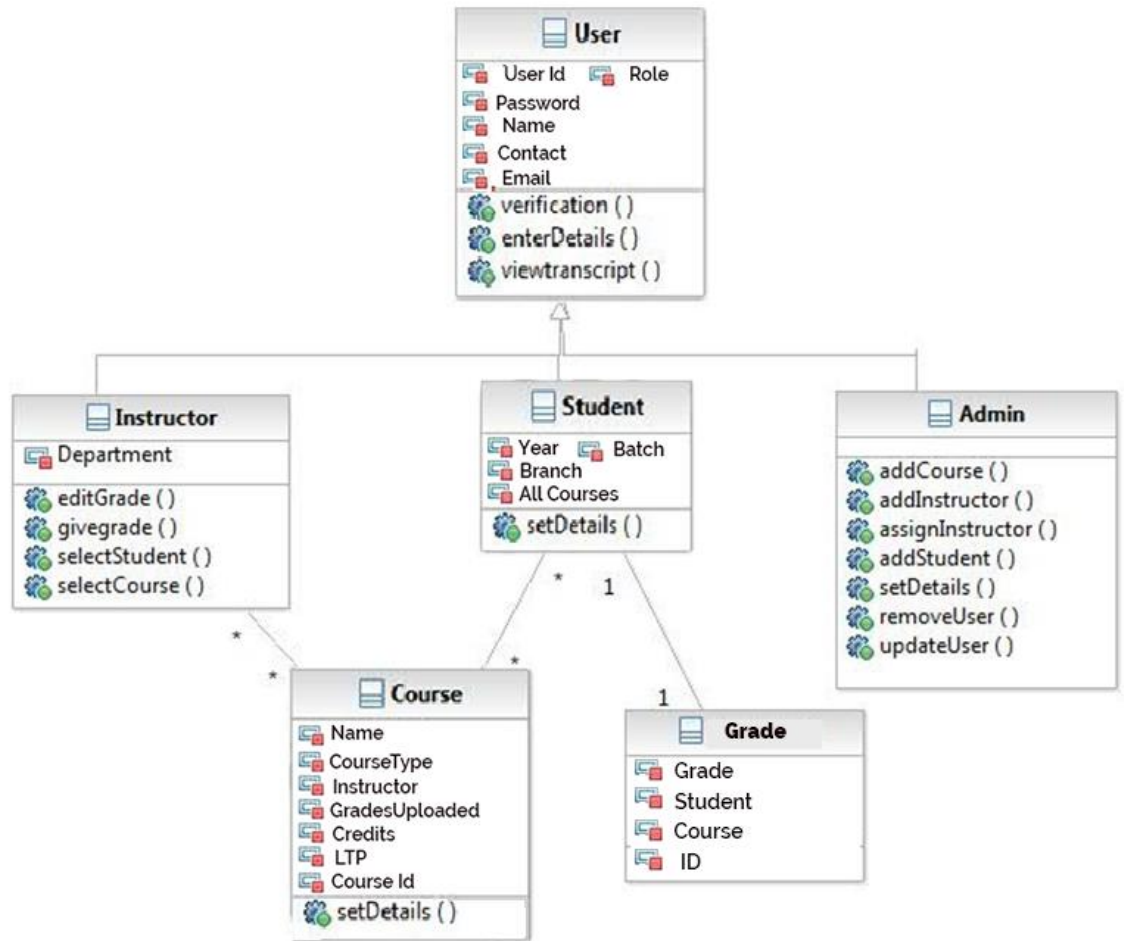 User
User Id Role
Password
Name
Contact
Email
verification ( )
enterDetails ( )
viewtranscript ( )
Instructor
Department
editGrade ( )
givegrade ( )
selectStudent ( )
selectCourse ( )
Student
Year Batch
Branch
All Courses
setDetails ( )
Admin
addCourse ( )
addInstructor ( )
assignInstructor ( )
addStudent ( )
setDetails ( )
removeUser ( )
updateUser ( )
*
*
*
*
1
1
Course
Name
CourseType
Instructor
GradesUploaded
Credits
LTP
Course Id
setDetails ( )
Grade
Grade
Student
Course
ID